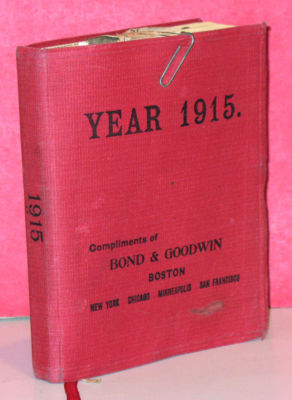 YEAR 1915.
1915
Compliments of
BOND & GOODWIN
BOSTON
NEW YORK CHICAGO MINNEAPOLIS SAN FRANCISCO